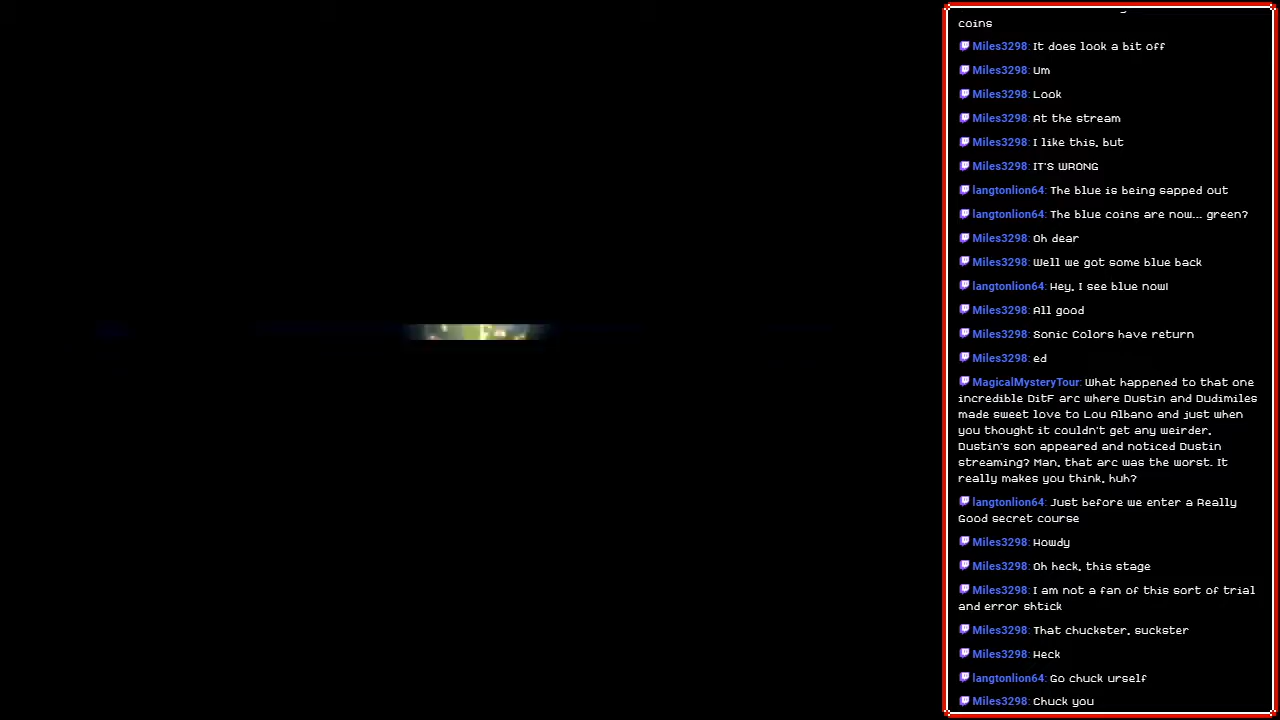 coins
Miles3298: It does look a bit off
Miles3298: Um
Miles3298: Look
Miles3298: At the stream
Miles3298: I like this, but
Miles3298: IT'S WRONG
langtonlion64: The blue is being sapped out
langtonlion64: The blue coins are now... green?
Miles3298: Oh dear
Miles3298: Well we got some blue back
langtonlion64: Hey, I see blue now!
Miles3298: All good
Miles3298: Sonic Colors have return
Miles3298: ed
MagicalMysteryTour: What happened to that one
incredible DitF arc where Dustin and Dudimiles
made sweet love to Lou Albano and just when
you thought it couldn't get any weirder,
Dustin's son appeared and noticed Dustin
streaming? Man, that arc was the worst. It
really makes you think, huh?
langtonlion64: Just before we enter a Really
Good secret course
Miles3298: Howdy
Miles3298: Oh heck, this stage
Miles3298: I am not a fan of this sort of trial
and error shtick
Miles3298: That chuckster, suckster
Miles3298: Heck
langtonlion64: Go chuck urself
Miles3298: Chuck you